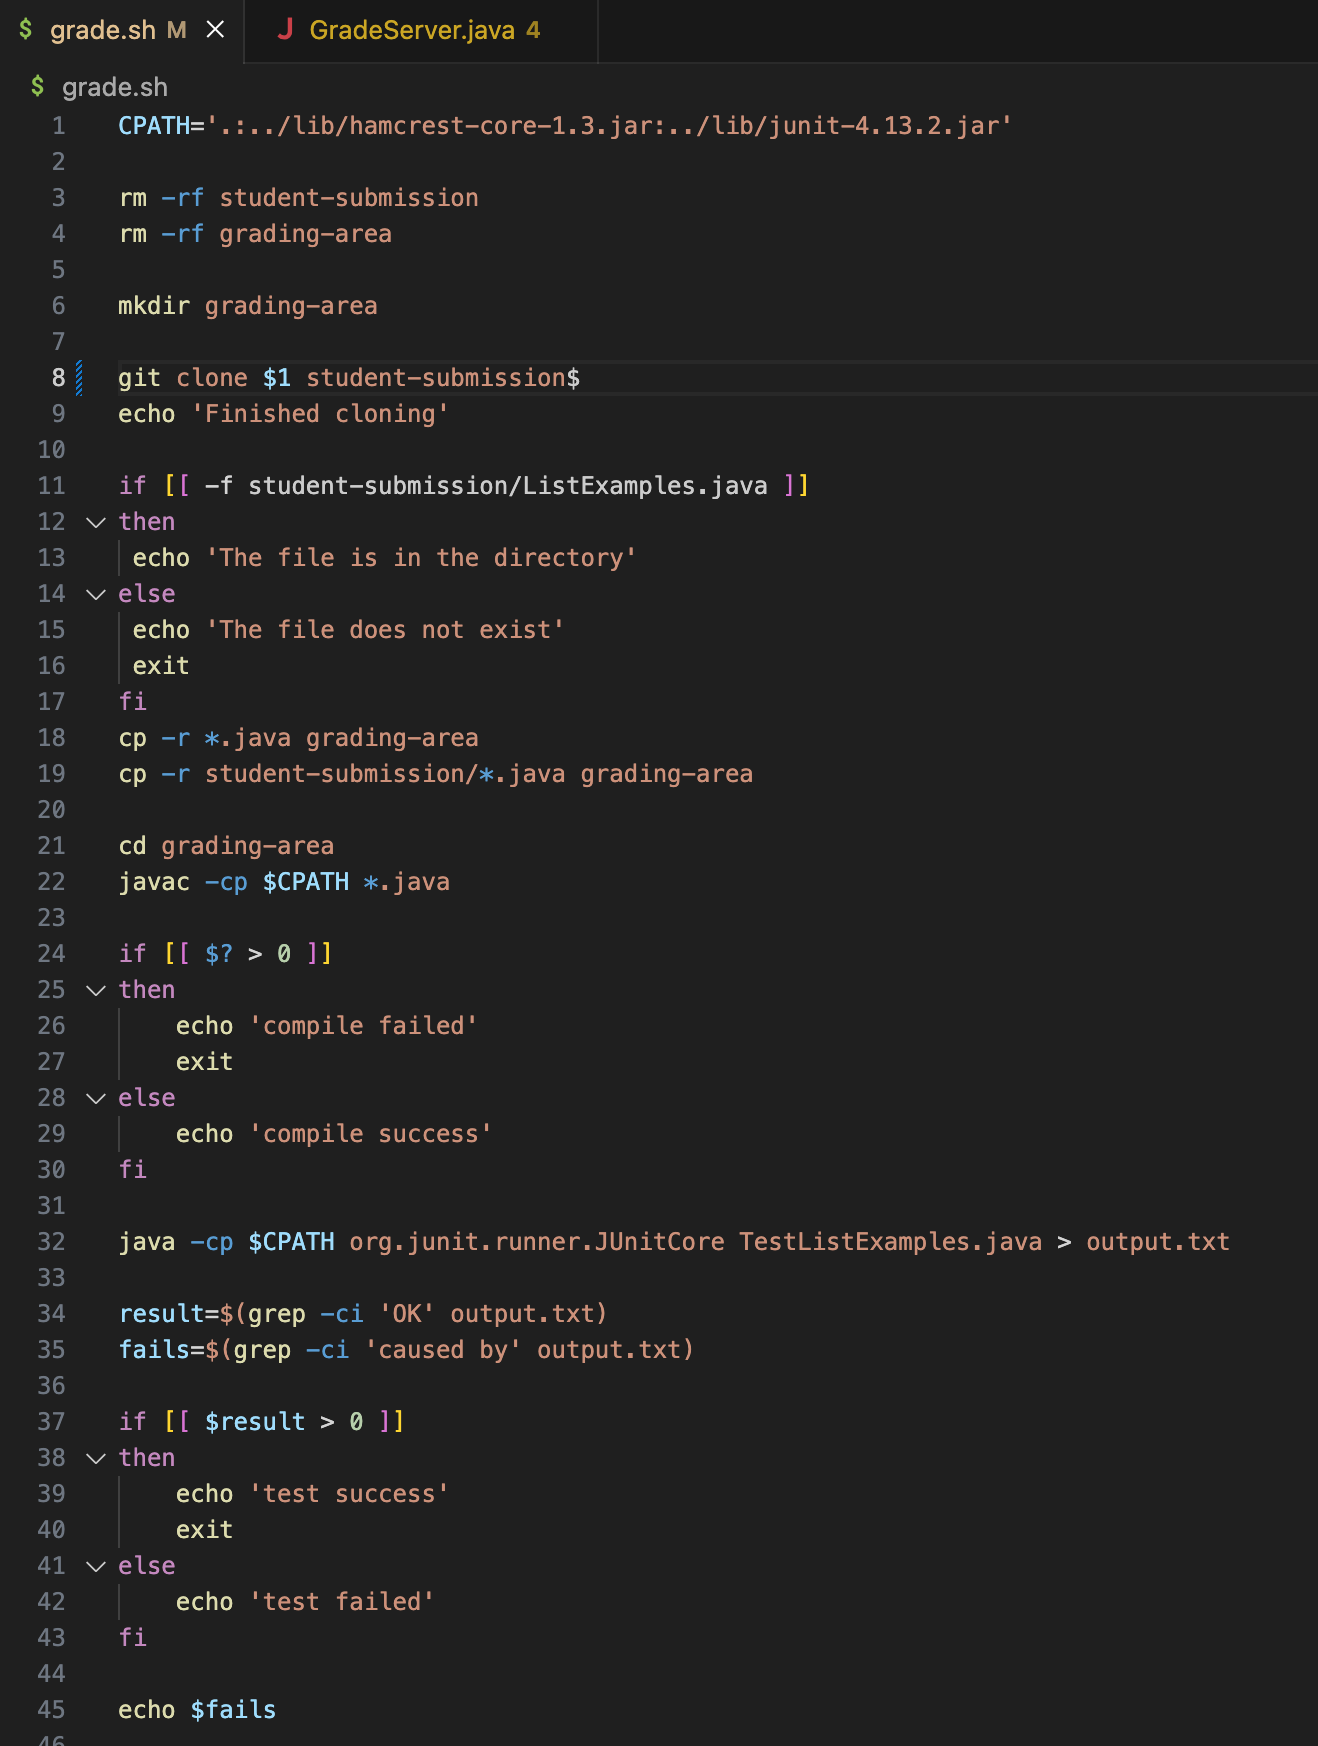 $ grade.sh M × J GradeServer.java 4
$ grade.sh
1 CPATH='.:../lib/hamcrest-core-1.3.jar:../lib/junit-4.13.2.jar'
2
3 rm -rf student-submission
4 rm -rf grading-area
5
6 mkdir grading-area
7
8 git clone $1 student-submission$
9 echo 'Finished cloning'
10
11 if [[ -f student-submission/ListExamples.java ]]
12 then
13 echo 'The file is in the directory'
14 else
15 echo 'The file does not exist'
16 exit
17 fi
18 cp -r *.java grading-area
19 cp -r student-submission/*.java grading-area
20
21 cd grading-area
22 javac -cp $CPATH *.java
23
24 if [[ $? > 0 ]]
25 then
26 echo 'compile failed'
27 exit
28 else
29 echo 'compile success'
30 fi
31
32 java -cp $CPATH org.junit.runner.JUnitCore TestListExamples.java > output.txt
33
34 result=$(grep -ci 'OK' output.txt)
35 fails=$(grep -ci 'caused by' output.txt)
36
37 if [[ $result > 0 ]]
38 then
39 echo 'test success'
40 exit
41 else
42 echo 'test failed'
43 fi
44
45 echo $fails
46